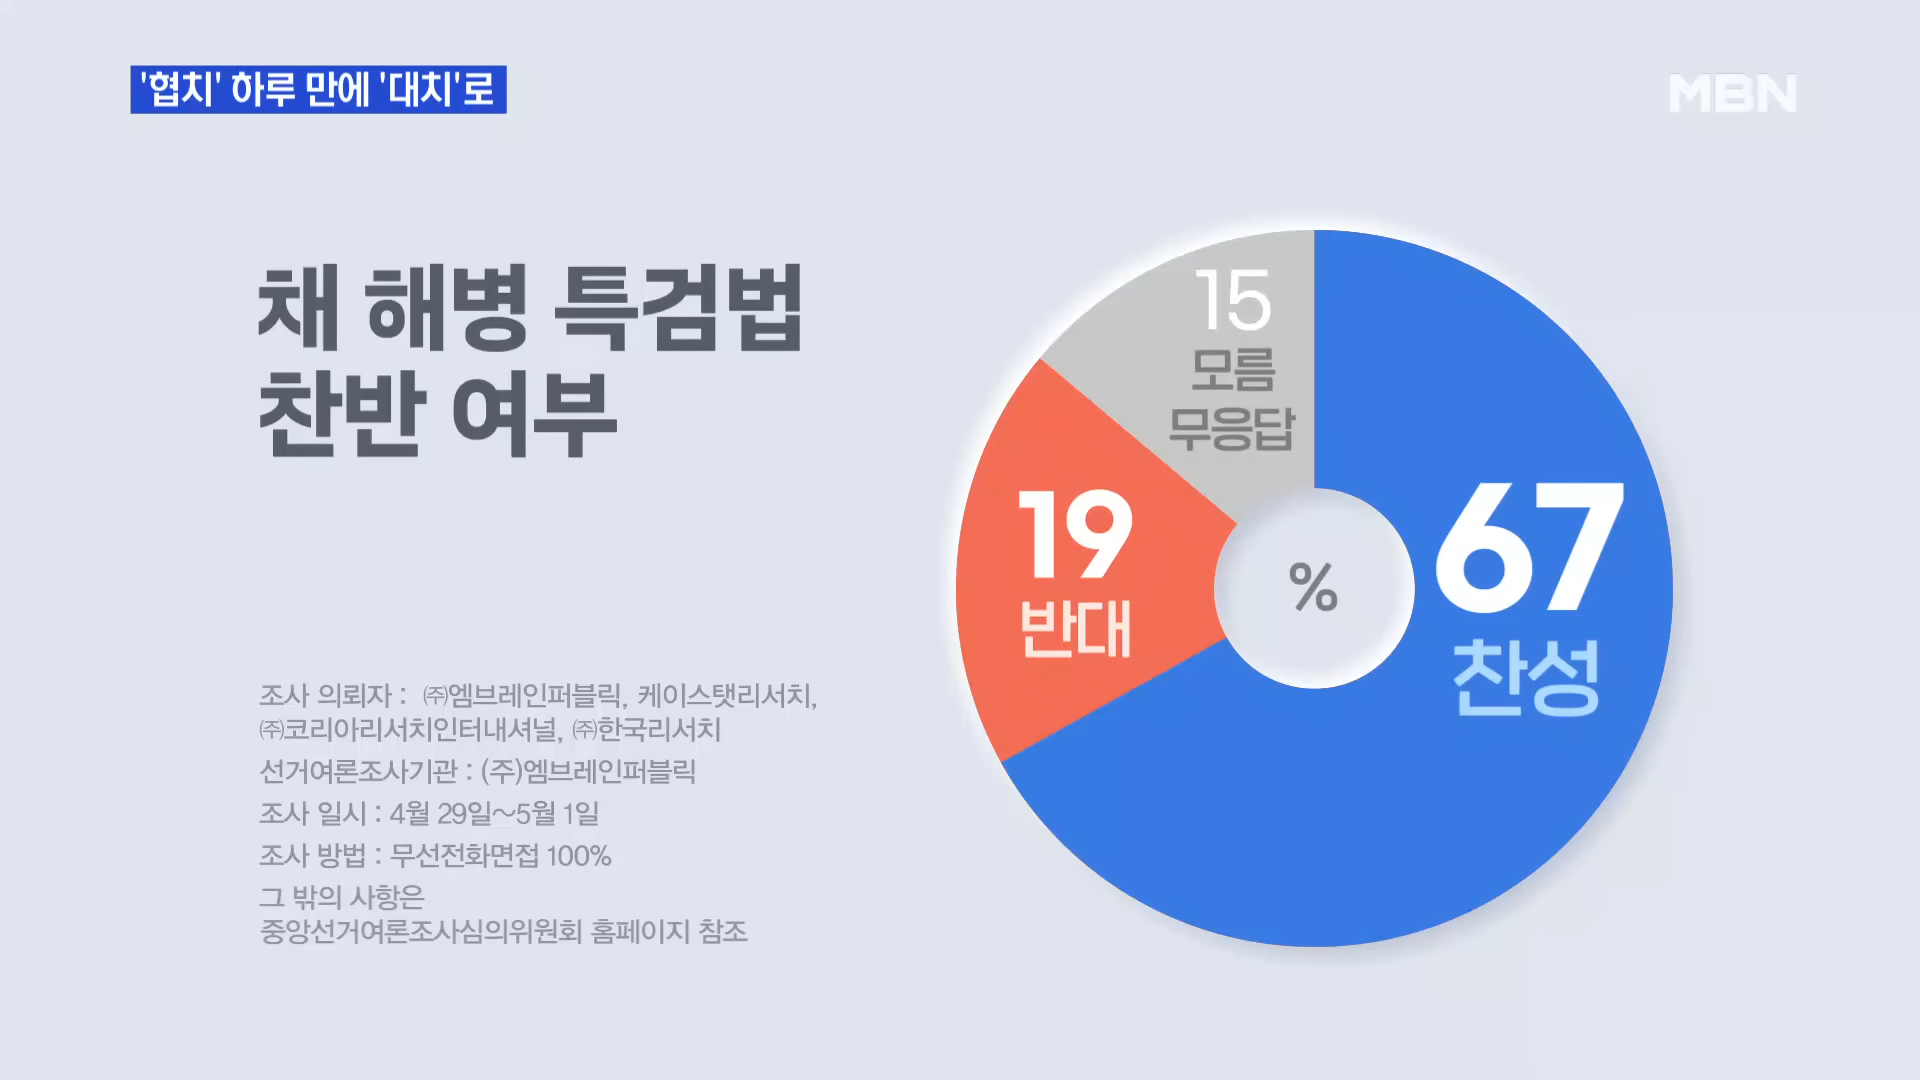 '협치' 하루 만에 '대치'로
MBN
채 해병 특검법
찬반 여부
15
모름
무응답
19
반대
%
67
찬성
조사 의뢰자 : ㈜엠브레인퍼블릭, 케이스탯리서치,
㈜코리아리서치인터내셔널, ㈜한국리서치
선거여론조사기관 : (주)엠브레인퍼블릭
조사 일시 : 4월 29일~5월 1일
조사 방법 : 무선전화면접 100%
그 밖의 사항은
중앙선거여론조사심의위원회 홈페이지 참조